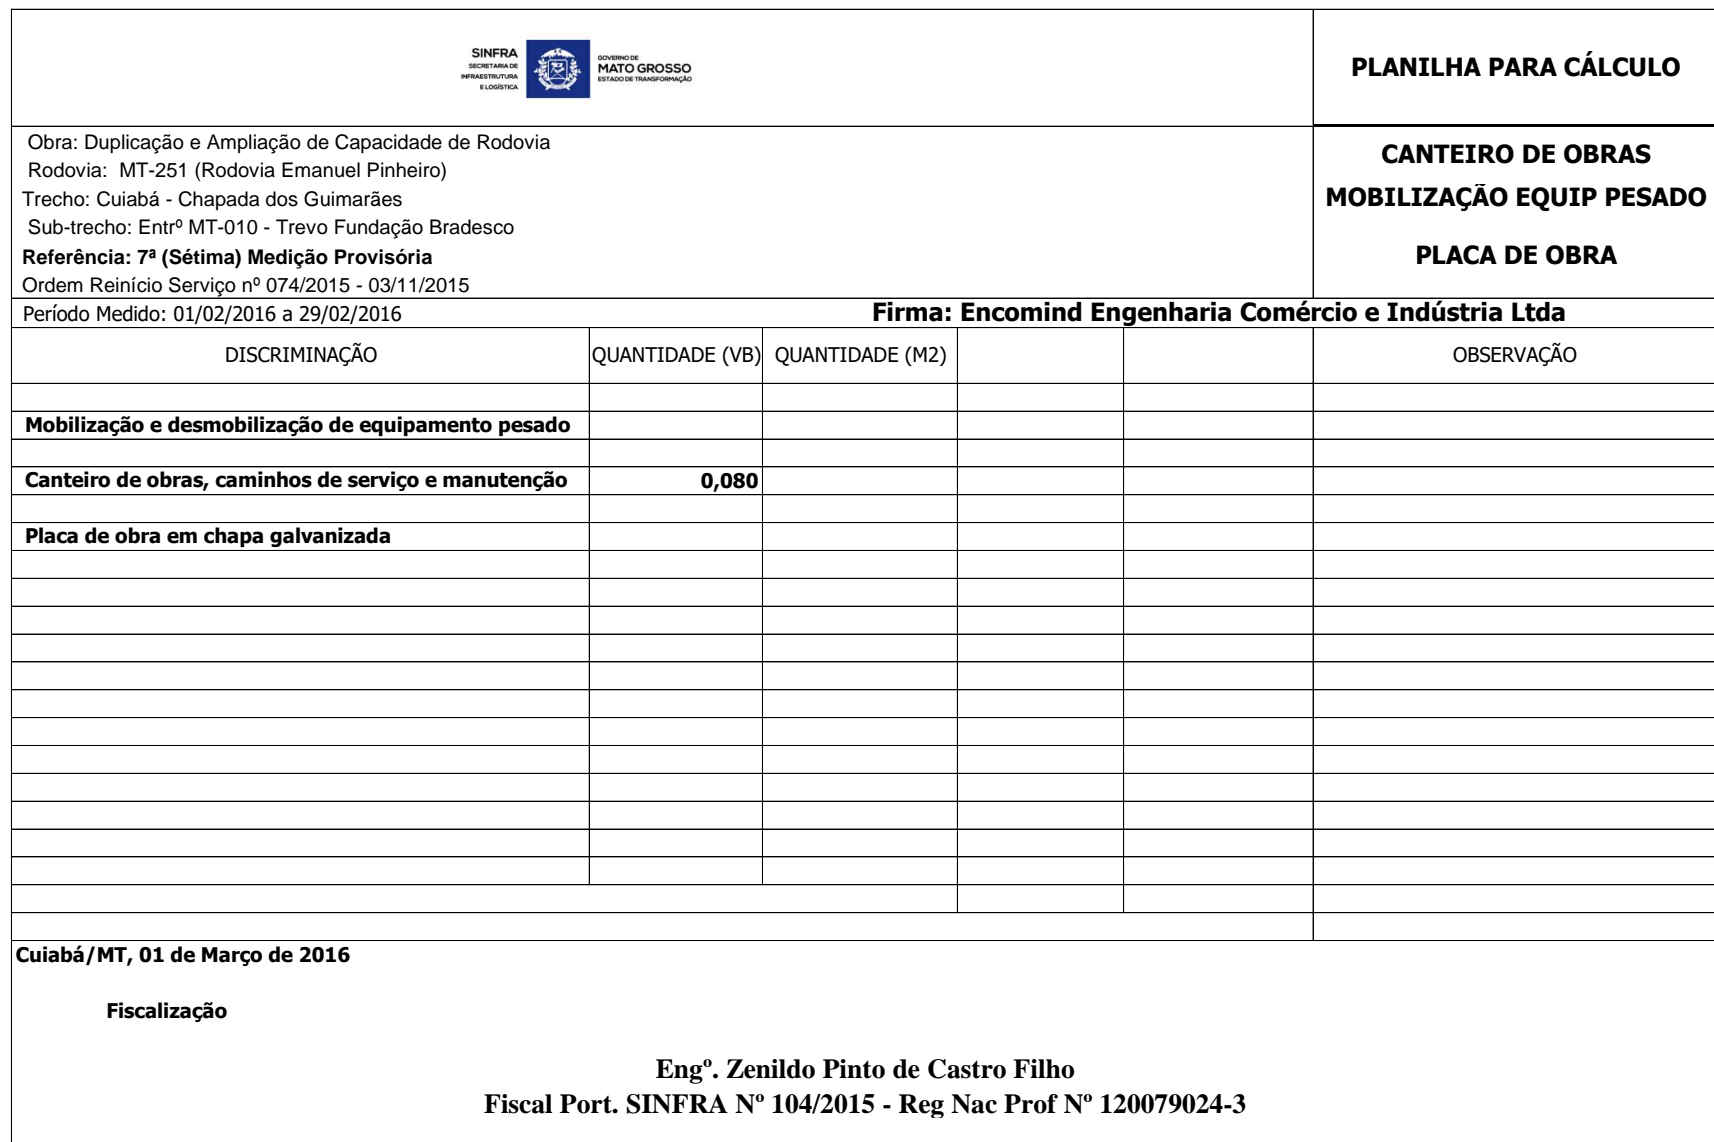 SINFRA
SECRETARIA DE
INFRAESTRUTURA
E LOGÍSTICA
GOVERNO DE
MATO GROSSO
ESTADO DE TRANSFORMAÇÃO
PLANILHA PARA CÁLCULO
Obra: Duplicação e Ampliação de Capacidade de Rodovia
Rodovia: MT-251 (Rodovia Emanuel Pinheiro)
Trecho: Cuiabá - Chapada dos Guimarães
Sub-trecho: Entrº MT-010 - Trevo Fundação Bradesco
Referência: 7ª (Sétima) Medição Provisória
Ordem Reinício Serviço nº 074/2015 - 03/11/2015
CANTEIRO DE OBRAS
MOBILIZAÇÃO EQUIP PESADO
PLACA DE OBRA
Período Medido: 01/02/2016 a 29/02/2016 Firma: Encomind Engenharia Comércio e Indústria Ltda
DISCRIMINAÇÃO QUANTIDADE (VB) QUANTIDADE (M2) OBSERVAÇÃO
Mobilização e desmobilização de equipamento pesado
Canteiro de obras, caminhos de serviço e manutenção 0,080
Placa de obra em chapa galvanizada
Cuiabá/MT, 01 de Março de 2016
Fiscalização
Engº. Zenildo Pinto de Castro Filho
Fiscal Port. SINFRA Nº 104/2015 - Reg Nac Prof Nº 120079024-3